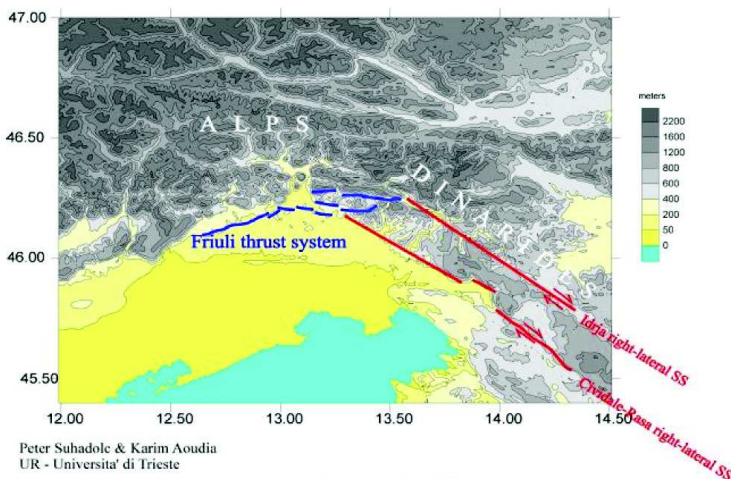 47.00
46.50
46.00
45.50
12.00
12.50
13.00
13.50
14.00
14.50
ALPS
DINARIDES
Friuli thrust system
Idrja right-lateral SS
Cividale-Rasa right-lateral SS
meters
2200
1600
1200
800
600
400
200
50
0
Peter Suhadolc & Karim Aoudia
UR - Universita' di Trieste